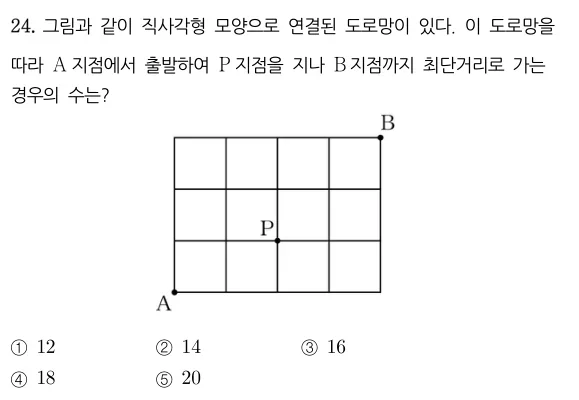 24. 그림과 같이 직사각형 모양으로 연결된 도로망이 있다. 이 도로망을
따라 A 지점에서 출발하여 P 지점을 지나 B 지점까지 최단거리로 가는
경우의 수는?
B
P
A
① 12 ② 14 ③ 16
④ 18 ⑤ 20